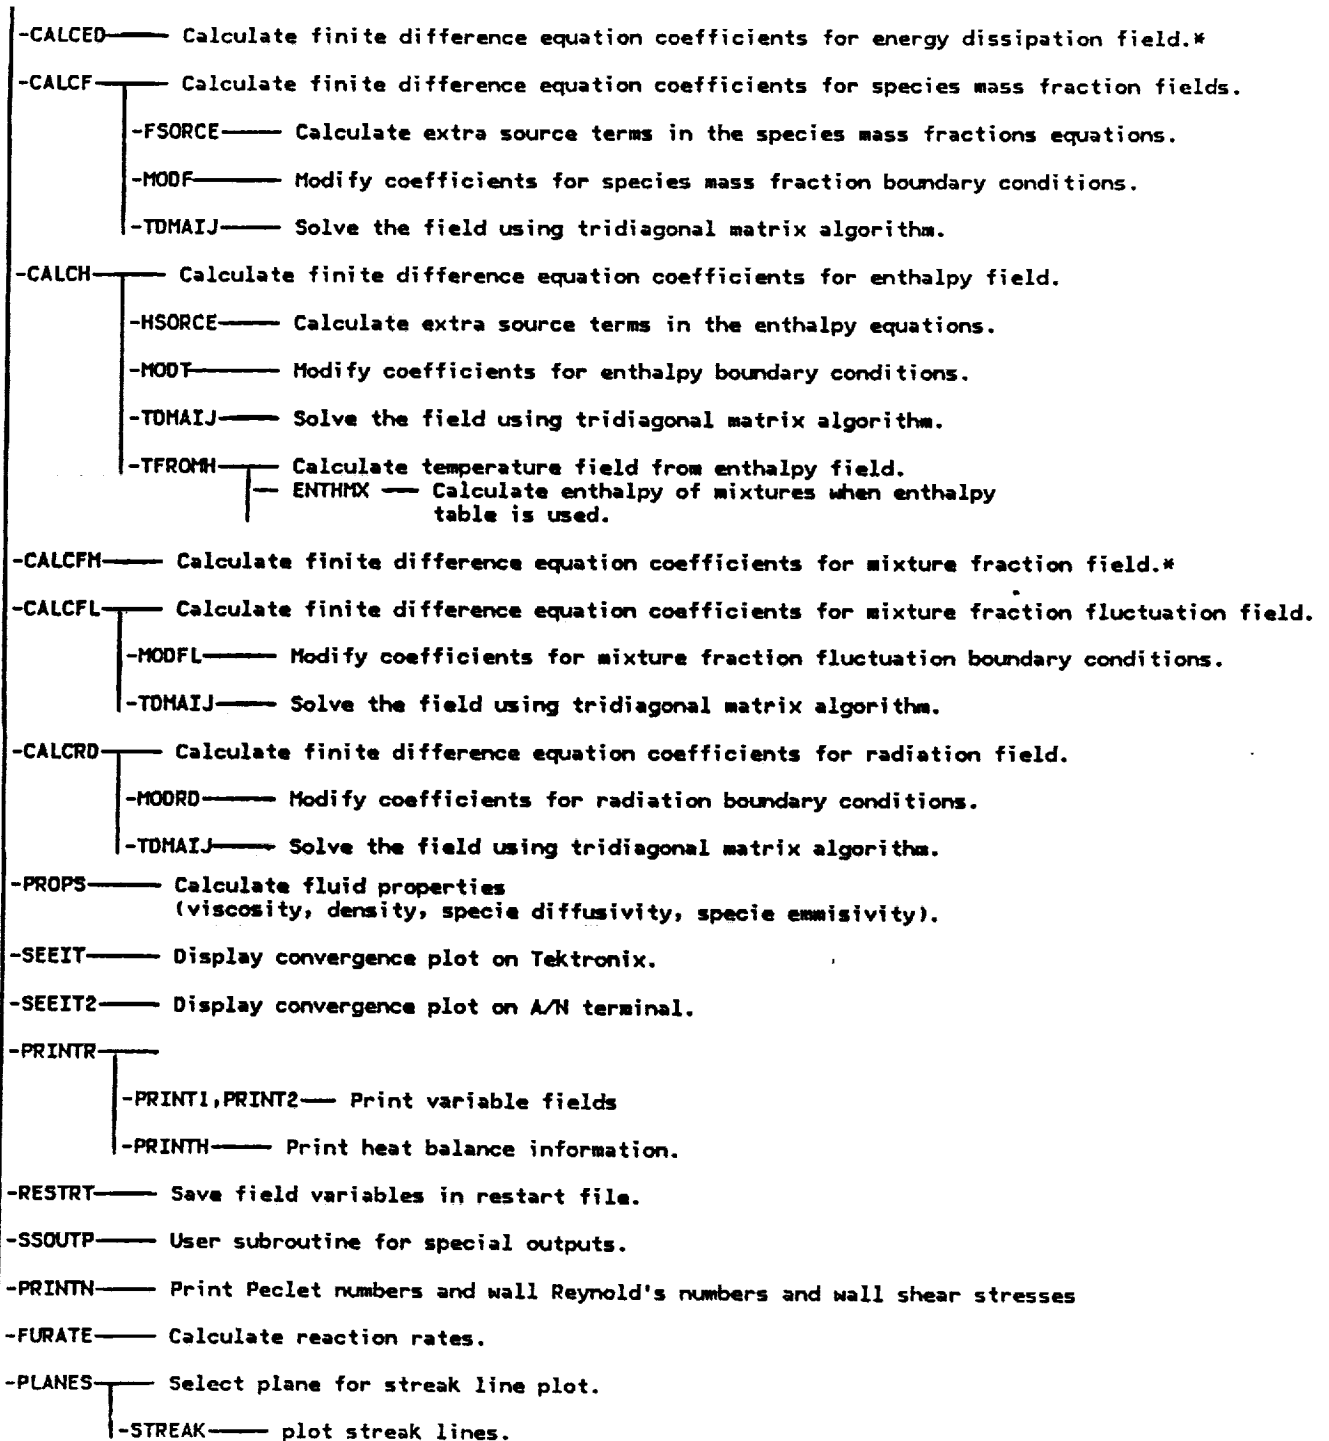 -CALCED—— Calculate finite difference equation coefficients for energy dissipation field.*
-CALCF—— Calculate finite difference equation coefficients for species mass fraction fields.
-FSORCE—— Calculate extra source terms in the species mass fractions equations.
-MODF—— Modify coefficients for species mass fraction boundary conditions.
-TDMAIJ—— Solve the field using tridiagonal matrix algorithm.
-CALCH—— Calculate finite difference equation coefficients for enthalpy field.
-HSORCE—— Calculate extra source terms in the enthalpy equations.
-MODT—— Modify coefficients for enthalpy boundary conditions.
-TDMAIJ—— Solve the field using tridiagonal matrix algorithm.
-TFROMH—— Calculate temperature field from enthalpy field.
— ENTHMX —— Calculate enthalpy of mixtures when enthalpy
table is used.
-CALCFM—— Calculate finite difference equation coefficients for mixture fraction field.*
-CALCFL—— Calculate finite difference equation coefficients for mixture fraction fluctuation field.
-MODFL—— Modify coefficients for mixture fraction fluctuation boundary conditions.
-TDMAIJ—— Solve the field using tridiagonal matrix algorithm.
-CALCRD—— Calculate finite difference equation coefficients for radiation field.
-MODRD—— Modify coefficients for radiation boundary conditions.
-TDMAIJ—— Solve the field using tridiagonal matrix algorithm.
-PROPS—— Calculate fluid properties
(viscosity, density, specie diffusivity, specie emmisivity).
-SEEIT—— Display convergence plot on Tektronix.
-SEEIT2—— Display convergence plot on A/N terminal.
-PRINTR——
-PRINT1,PRINT2—— Print variable fields
-PRINTH—— Print heat balance information.
-RESTRT—— Save field variables in restart file.
-SSOUTP—— User subroutine for special outputs.
-PRINTN—— Print Peclet numbers and wall Reynold's numbers and wall shear stresses
-FURATE—— Calculate reaction rates.
-PLANES—— Select plane for streak line plot.
-STREAK—— plot streak lines.